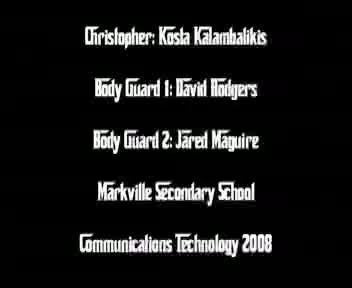 Christopher: Kosta Kalambalikis
Body Guard 1: David Hodgers
Body Guard 2: Jared Maguire
Markville Secondary School
Communications Technology 2008